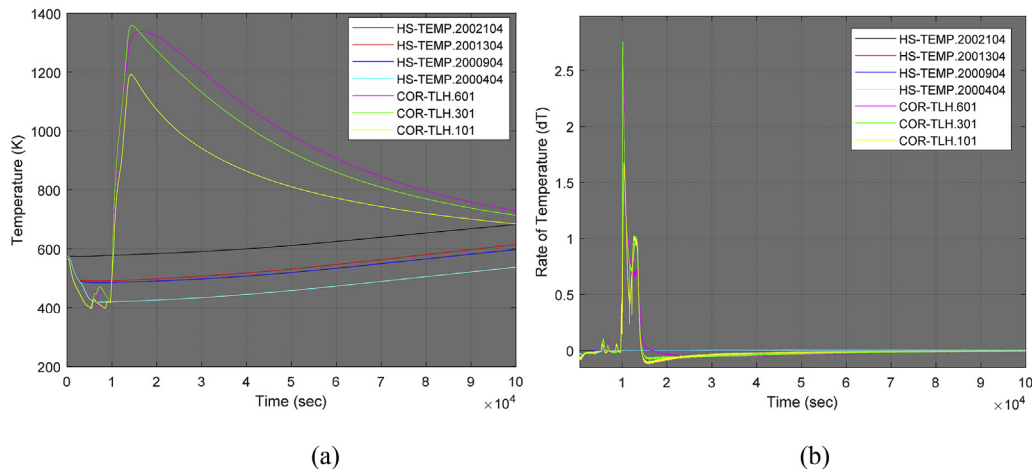 1400
1200
1000
800
600
400
200
Temperature (K)
HS-TEMP.2002104
HS-TEMP.2001304
HS-TEMP.2000904
HS-TEMP.2000404
COR-TLH.601
COR-TLH.301
COR-TLH.101
0 1 2 3 4 5 6 7 8 9 10
Time (sec)
×10⁴
(a)
2.5
2
1.5
1
0.5
0
Rate of Temperature (dT)
HS-TEMP.2002104
HS-TEMP.2001304
HS-TEMP.2000904
HS-TEMP.2000404
COR-TLH.601
COR-TLH.301
COR-TLH.101
1 2 3 4 5 6 7 8 9 10
Time (sec)
×10⁴
(b)